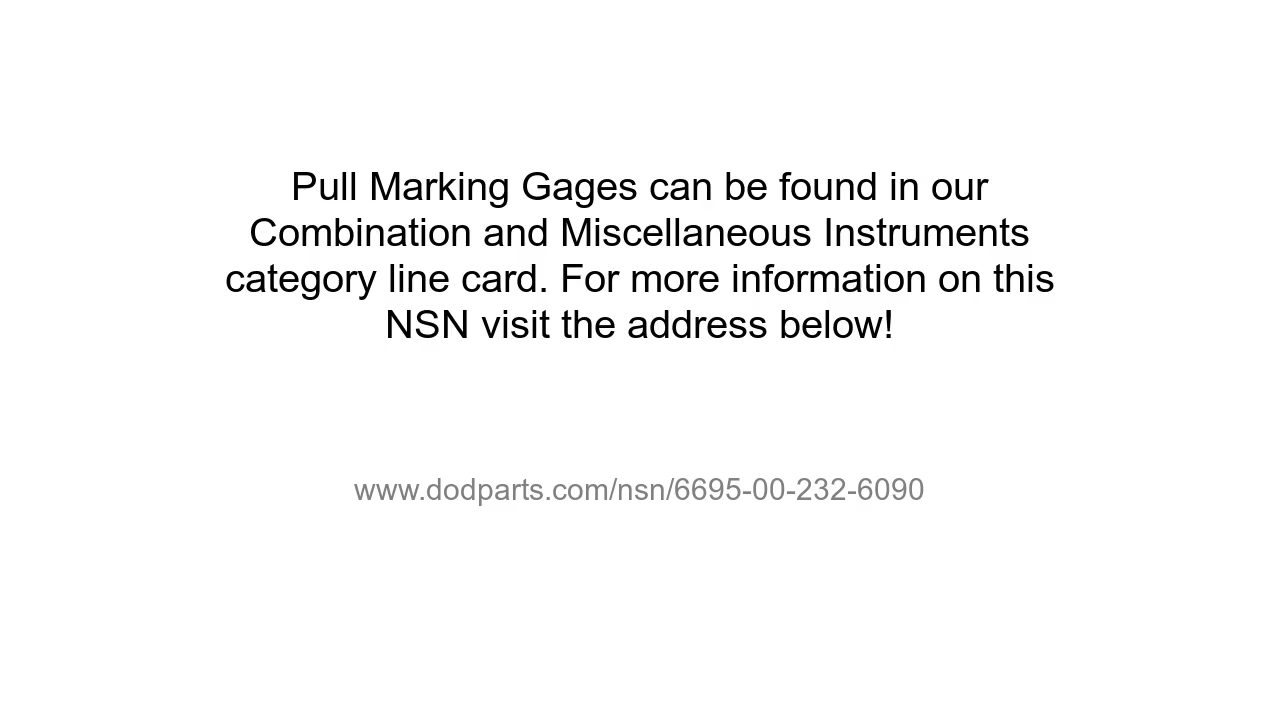 Pull Marking Gages can be found in our
Combination and Miscellaneous Instruments
category line card. For more information on this
NSN visit the address below!
www.dodparts.com/nsn/6695-00-232-6090